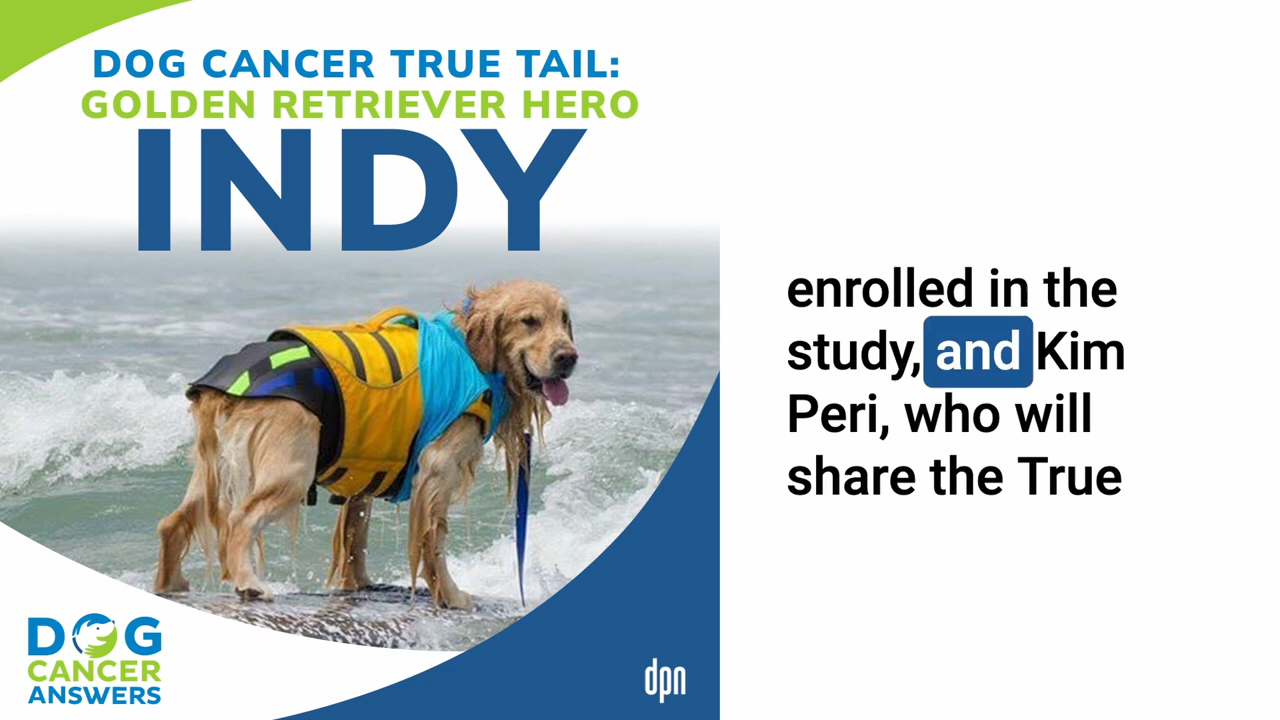 DOG CANCER TRUE TAIL:
GOLDEN RETRIEVER HERO
INDY
enrolled in the
study, and Kim
Peri, who will
share the True
DOG
CANCER
ANSWERS
dpn